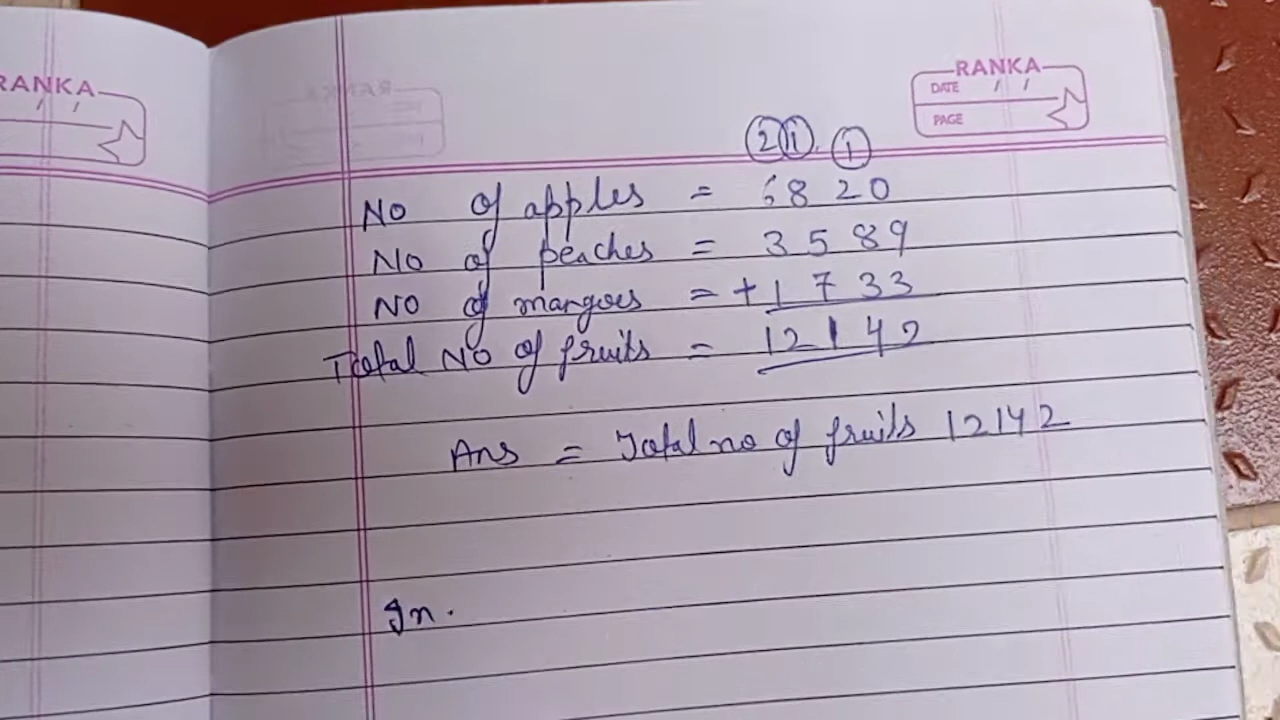 RANKA
/ /
RANKA
DATE / /
PAGE
2 1 1
No of apples = 6820
No of peaches = 3589
No of mangoes = +1733
Total No of fruits = 12142
Ans = Total no of fruits 12142
In.